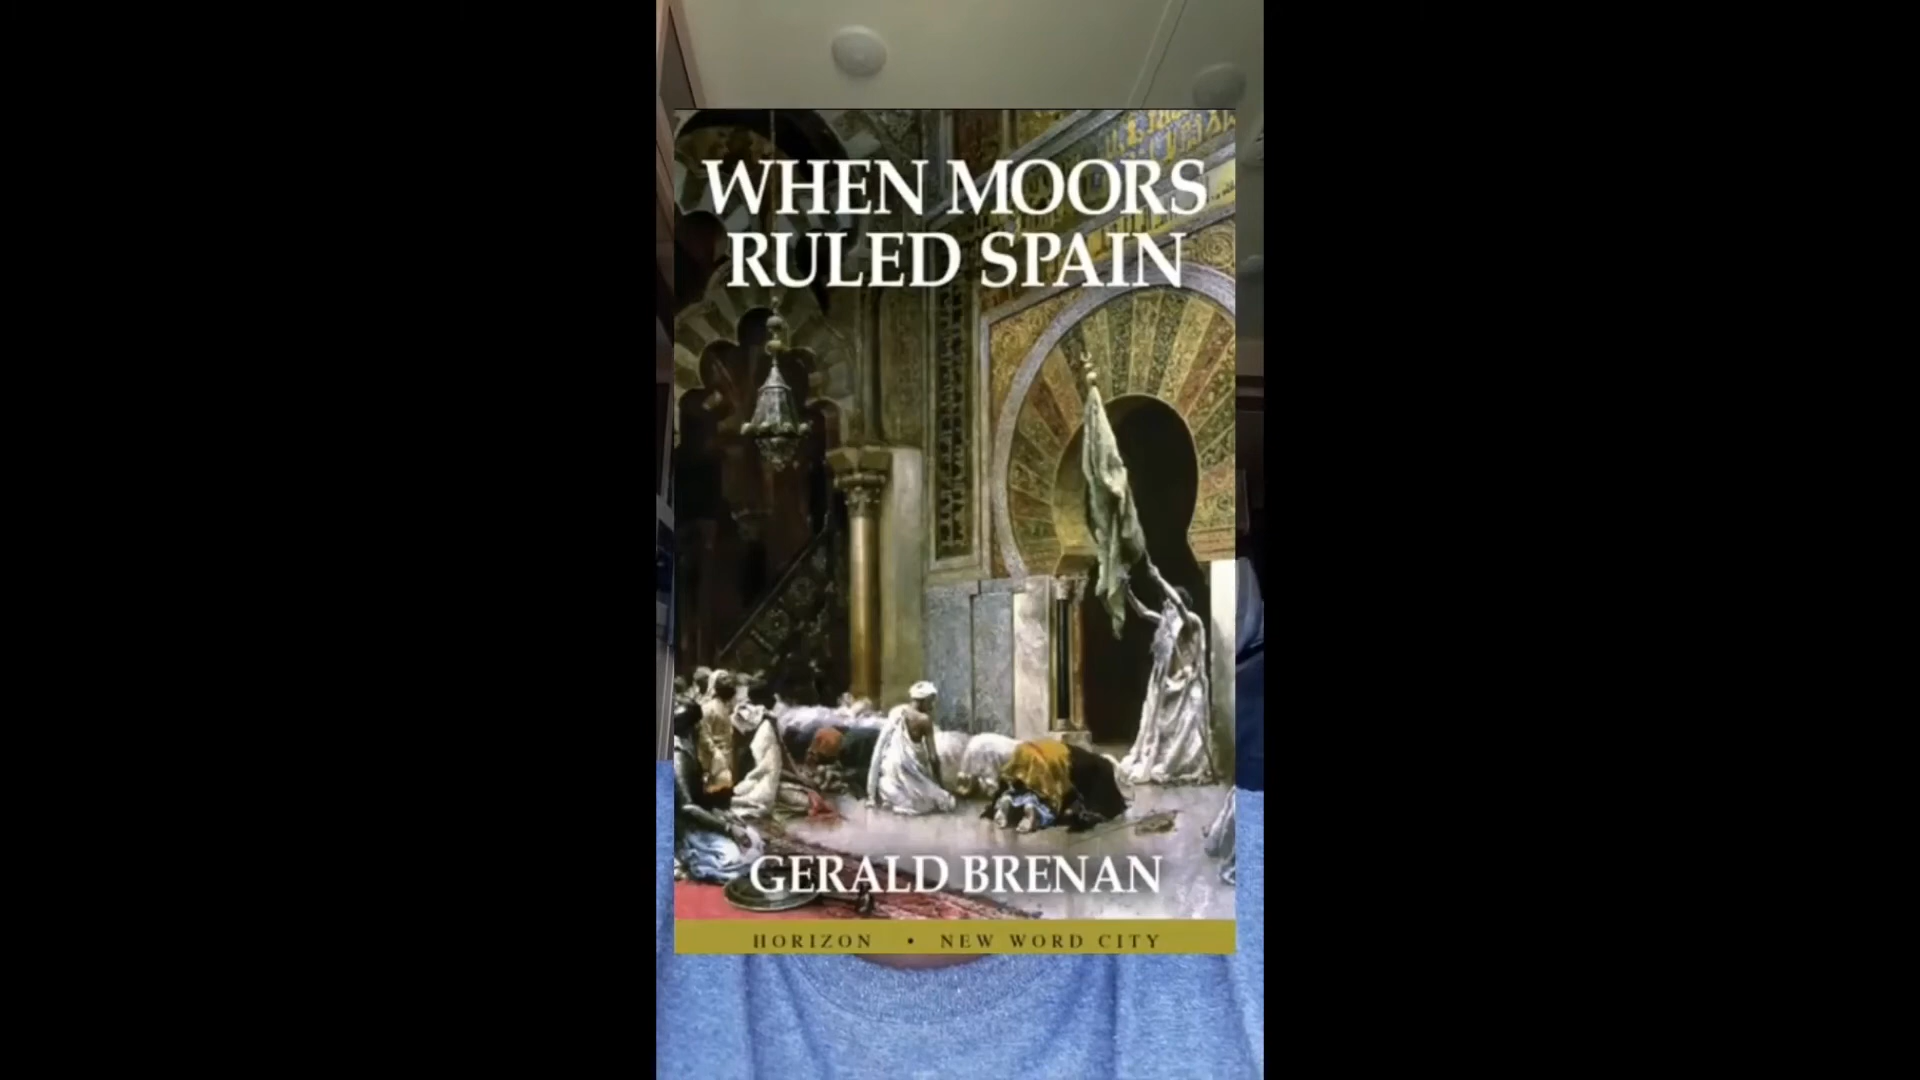 WHEN MOORS
RULED SPAIN
GERALD BRENAN
HORIZON • NEW WORD CITY